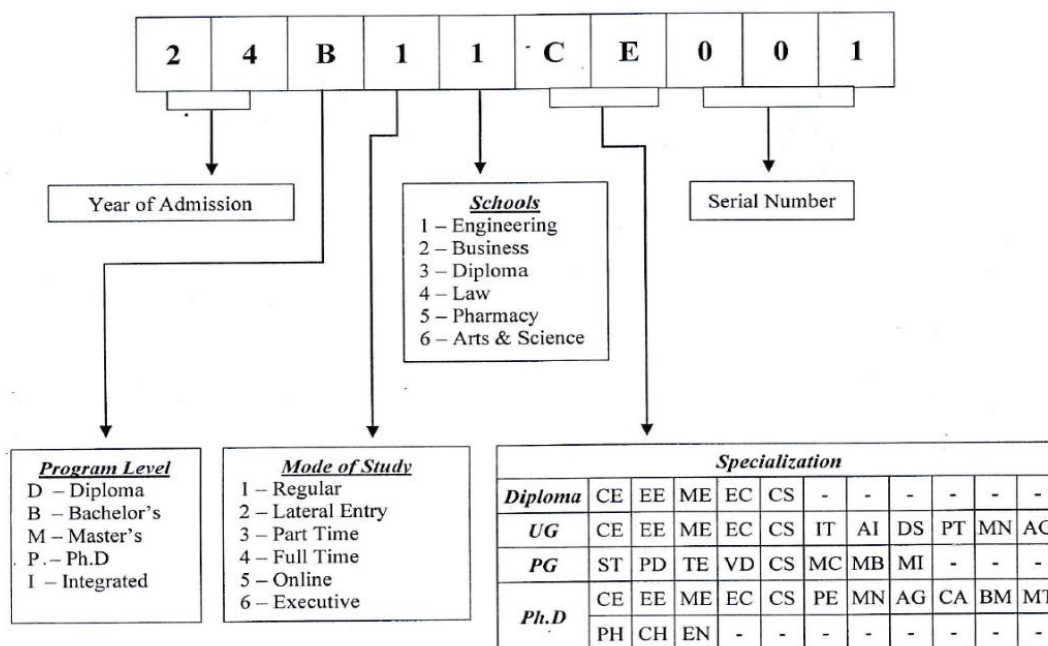 2 4 B 1 1 C E 0 0 1
Year of Admission
Schools
1 – Engineering
2 – Business
3 – Diploma
4 – Law
5 – Pharmacy
6 – Arts & Science
Serial Number
Program Level
D – Diploma
B – Bachelor's
M – Master's
P – Ph.D
I – Integrated
Mode of Study
1 – Regular
2 – Lateral Entry
3 – Part Time
4 – Full Time
5 – Online
6 – Executive
Specialization
Diploma CE EE ME EC CS - - - - - -
UG CE EE ME EC CS IT AI DS PT MN AG
PG ST PD TE VD CS MC MB MI - - -
Ph.D CE EE ME EC CS PE MN AG CA BM MT
PH CH EN - - - - - - - -